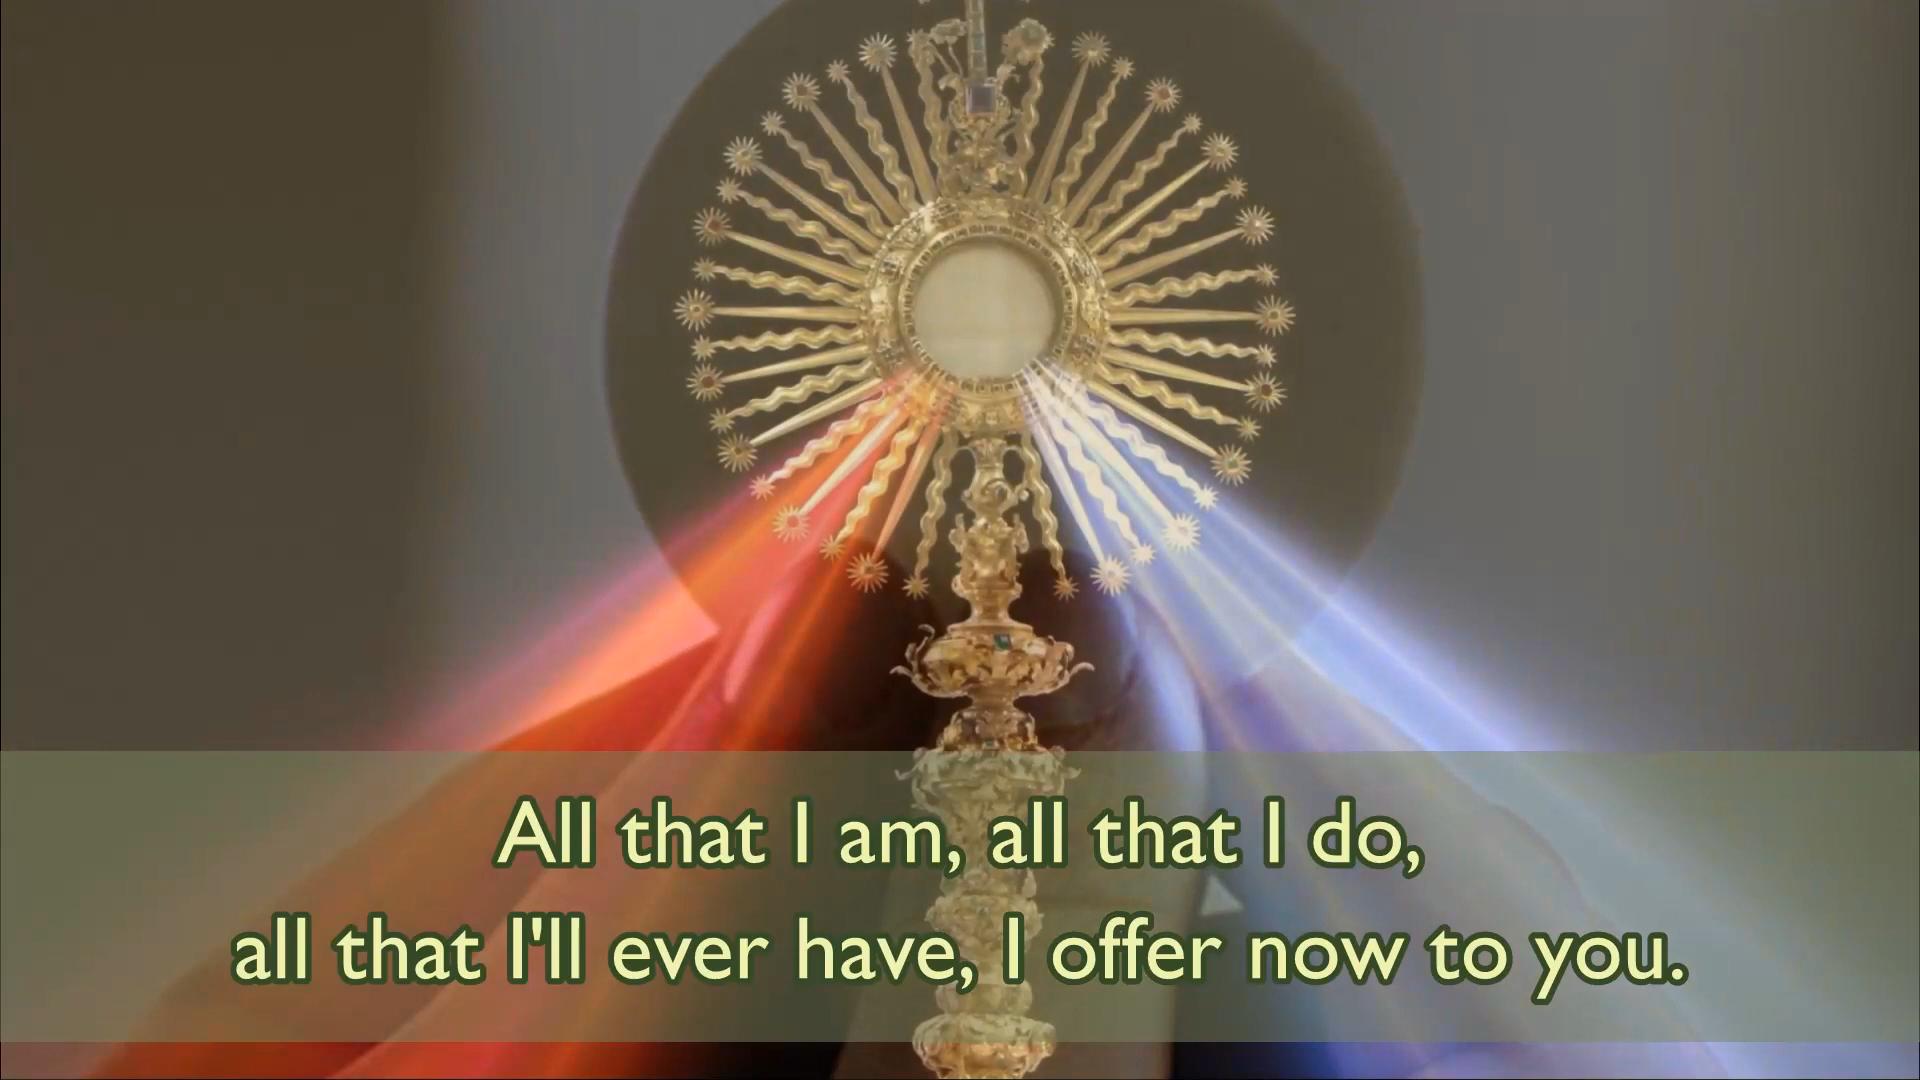 All that I am, all that I do,
all that I'll ever have, I offer now to you.